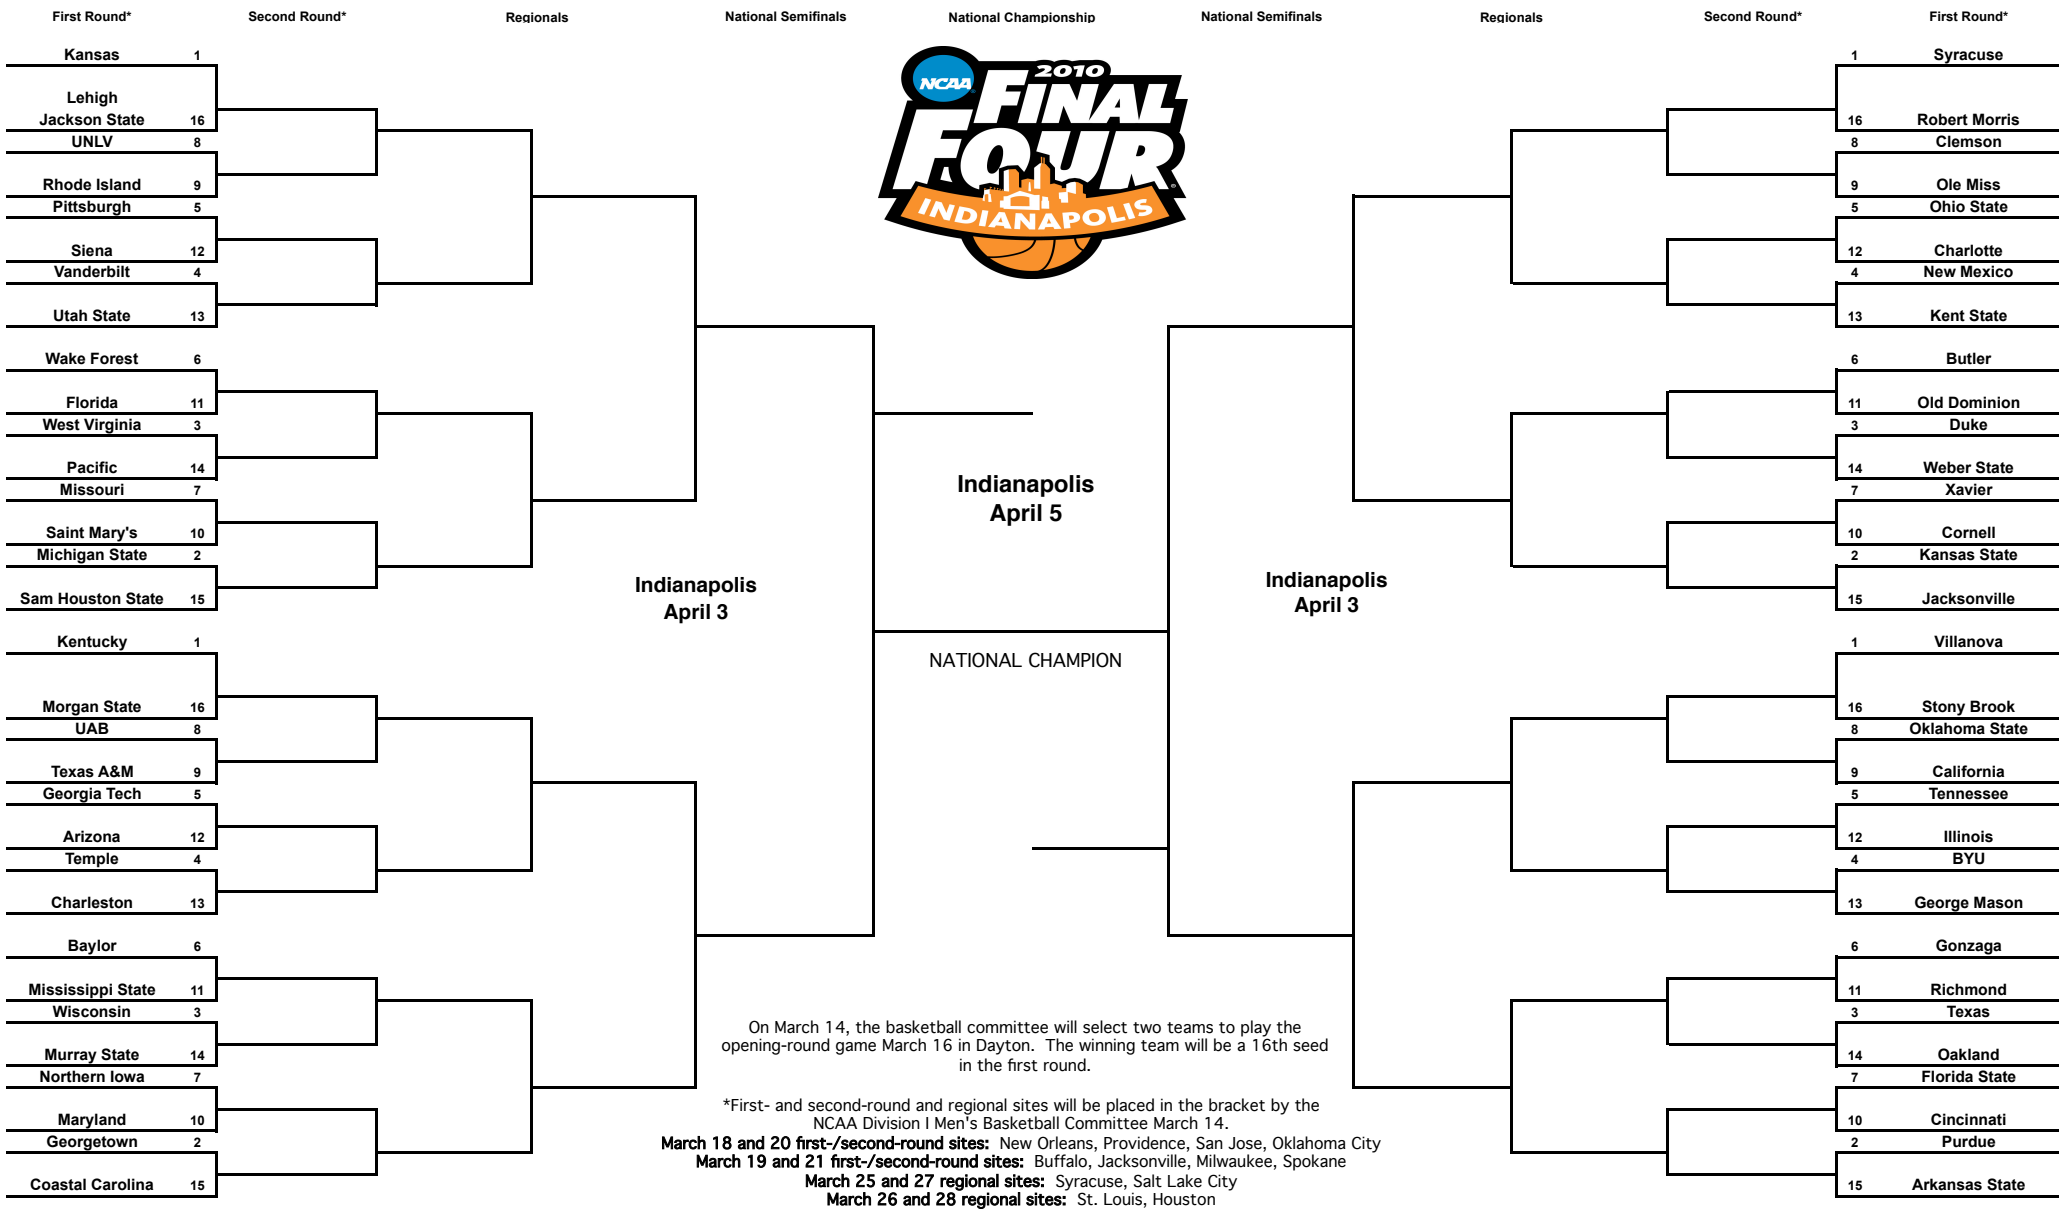 First Round*
Second Round*
Regionals
National Semifinals
National Championship
National Semifinals
Regionals
Second Round*
First Round*
Kansas 1
Lehigh
Jackson State 16
UNLV 8
Rhode Island 9
Pittsburgh 5
Siena 12
Vanderbilt 4
Utah State 13
Wake Forest 6
Florida 11
West Virginia 3
Pacific 14
Missouri 7
Saint Mary's 10
Michigan State 2
Sam Houston State 15
Kentucky 1
Morgan State 16
UAB 8
Texas A&M 9
Georgia Tech 5
Arizona 12
Temple 4
Charleston 13
Baylor 6
Mississippi State 11
Wisconsin 3
Murray State 14
Northern Iowa 7
Maryland 10
Georgetown 2
Coastal Carolina 15
NCAA
2010
FINAL
FOUR
INDIANAPOLIS
Indianapolis
April 5
Indianapolis
April 3
Indianapolis
April 3
NATIONAL CHAMPION
1 Syracuse
16 Robert Morris
8 Clemson
9 Ole Miss
5 Ohio State
12 Charlotte
4 New Mexico
13 Kent State
6 Butler
11 Old Dominion
3 Duke
14 Weber State
7 Xavier
10 Cornell
2 Kansas State
15 Jacksonville
1 Villanova
16 Stony Brook
8 Oklahoma State
9 California
5 Tennessee
12 Illinois
4 BYU
13 George Mason
6 Gonzaga
11 Richmond
3 Texas
14 Oakland
7 Florida State
10 Cincinnati
2 Purdue
15 Arkansas State
On March 14, the basketball committee will select two teams to play the
opening-round game March 16 in Dayton. The winning team will be a 16th seed
in the first round.
*First- and second-round and regional sites will be placed in the bracket by the
NCAA Division I Men's Basketball Committee March 14.
March 18 and 20 first-/second-round sites: New Orleans, Providence, San Jose, Oklahoma City
March 19 and 21 first-/second-round sites: Buffalo, Jacksonville, Milwaukee, Spokane
March 25 and 27 regional sites: Syracuse, Salt Lake City
March 26 and 28 regional sites: St. Louis, Houston